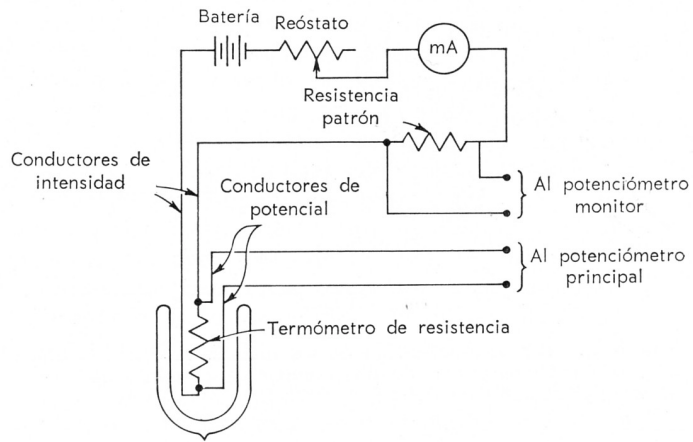 Batería
Reóstato
mA
Resistencia
patrón
Conductores de
intensidad
Conductores de
potencial
Al potenciómetro
monitor
Al potenciómetro
principal
Termómetro de resistencia